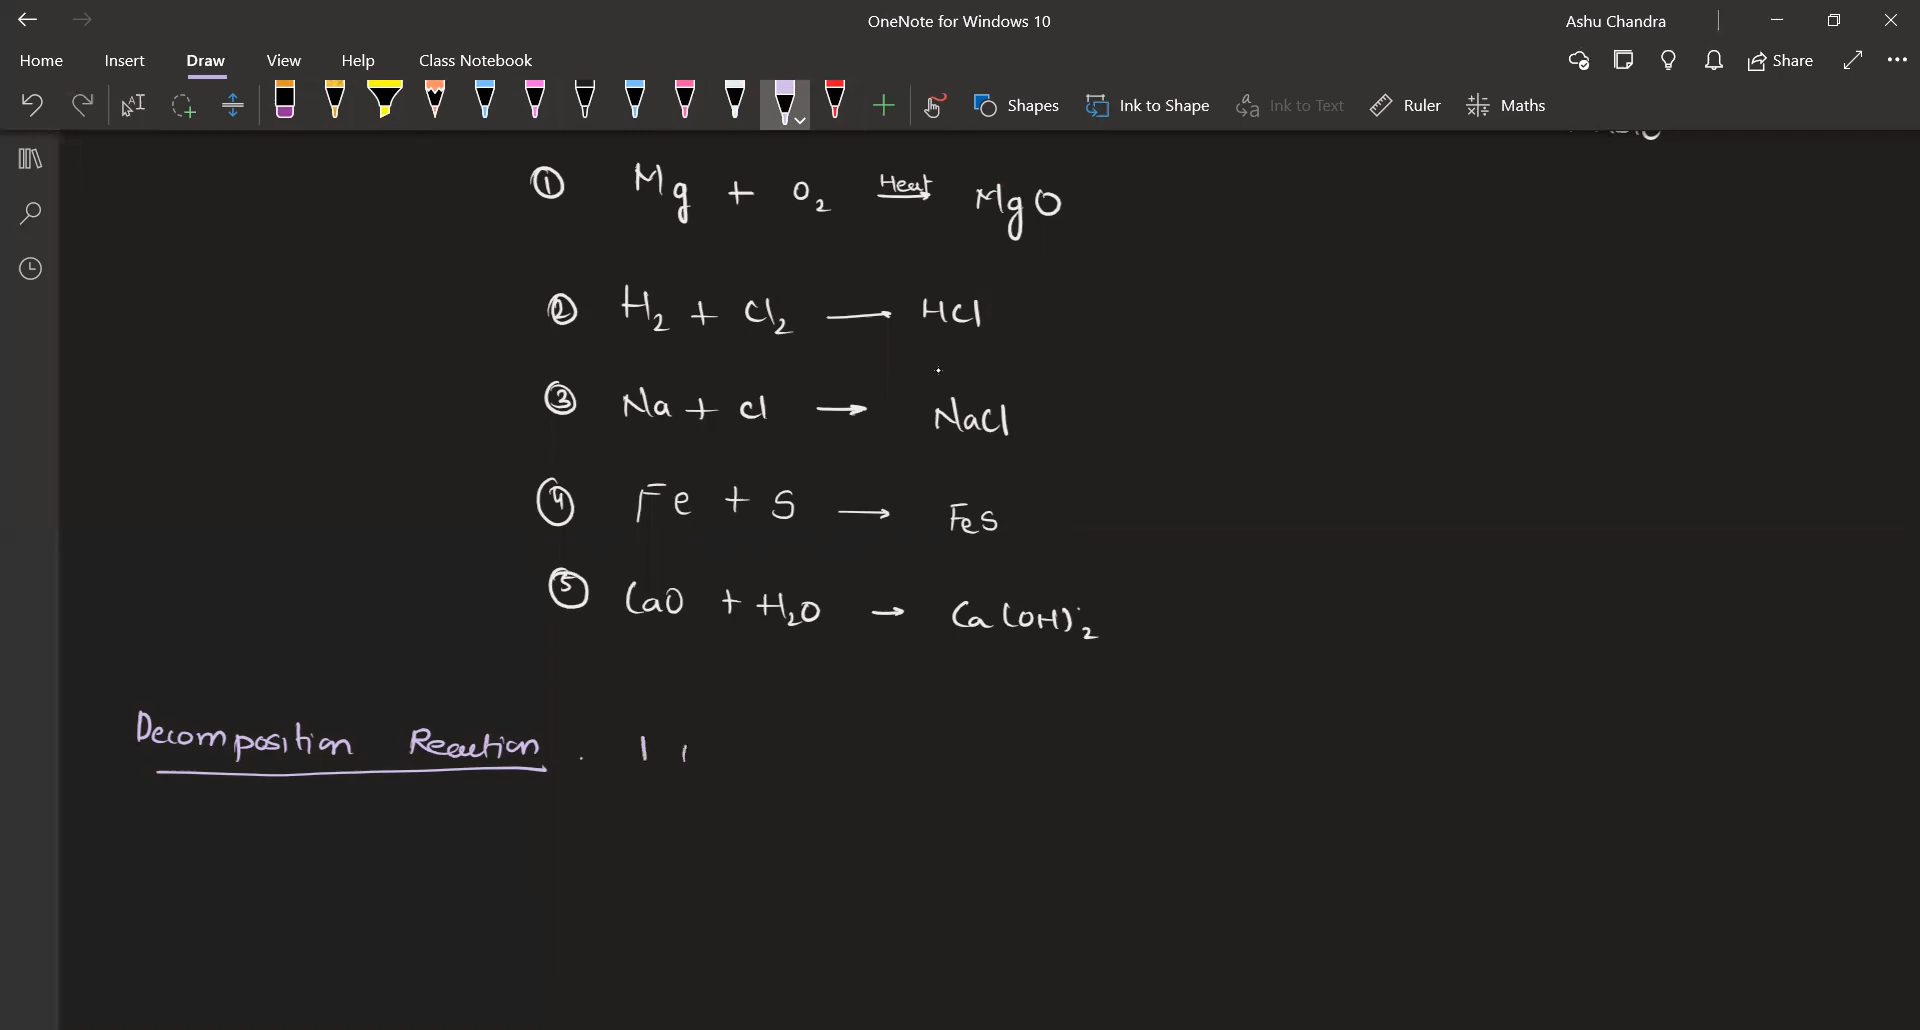 OneNote for Windows 10
Ashu Chandra
Home Insert Draw View Help Class Notebook
Share
Shapes Ink to Shape Ink to Text Ruler Maths
① Mg + O₂ —Heat→ MgO
② H₂ + Cl₂ → HCl
③ Na + Cl → NaCl
④ Fe + S → FeS
⑤ CaO + H₂O → Ca(OH)₂
Decomposition Reaction.